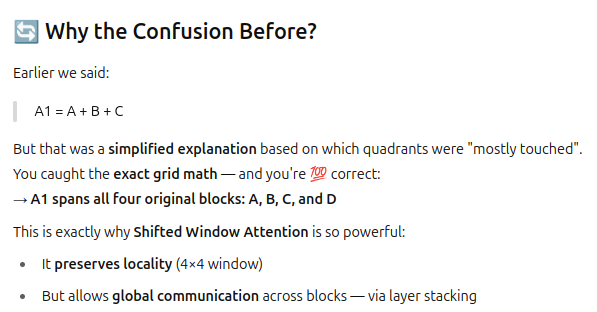 🔄 Why the Confusion Before?
Earlier we said:
A1 = A + B + C
But that was a simplified explanation based on which quadrants were "mostly touched".
You caught the exact grid math — and you're 💯 correct:
→ A1 spans all four original blocks: A, B, C, and D
This is exactly why Shifted Window Attention is so powerful:
• It preserves locality (4×4 window)
• But allows global communication across blocks — via layer stacking